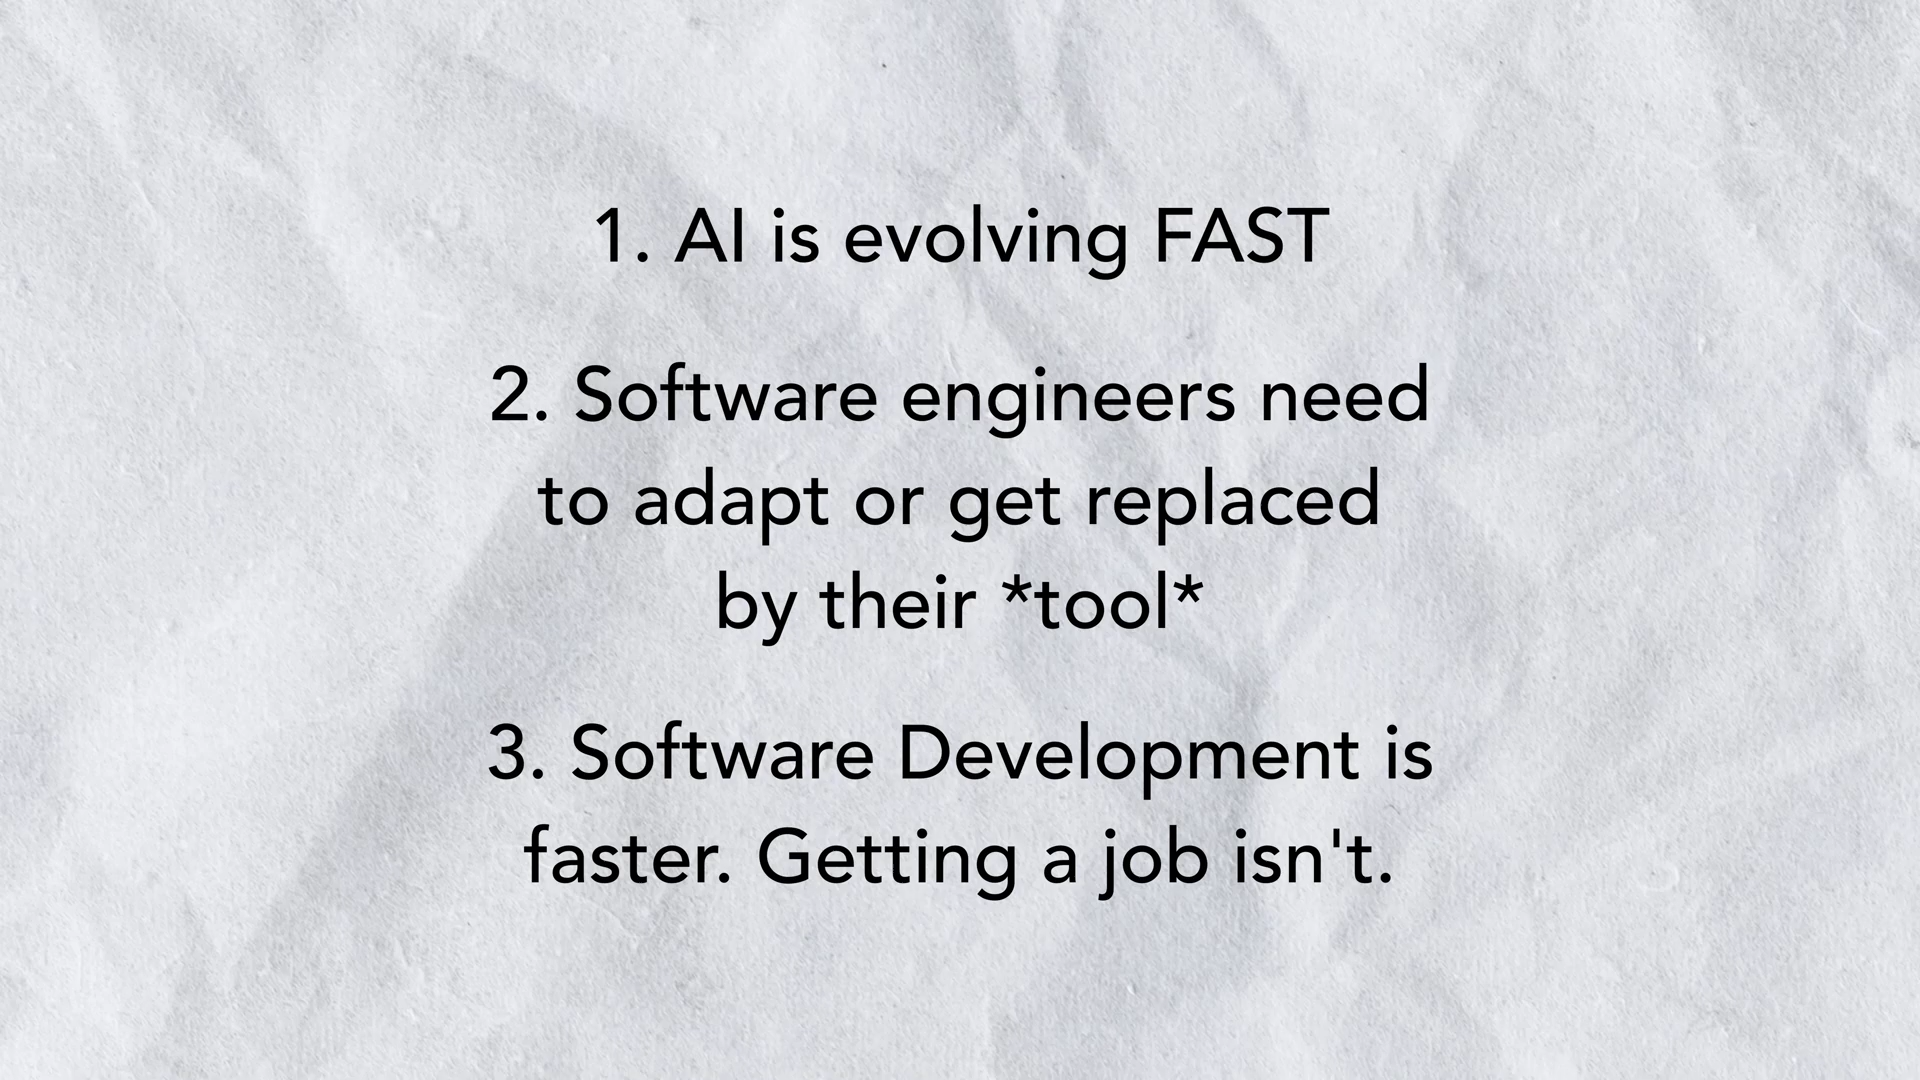 1. AI is evolving FAST
2. Software engineers need
to adapt or get replaced
by their *tool*
3. Software Development is
faster. Getting a job isn't.